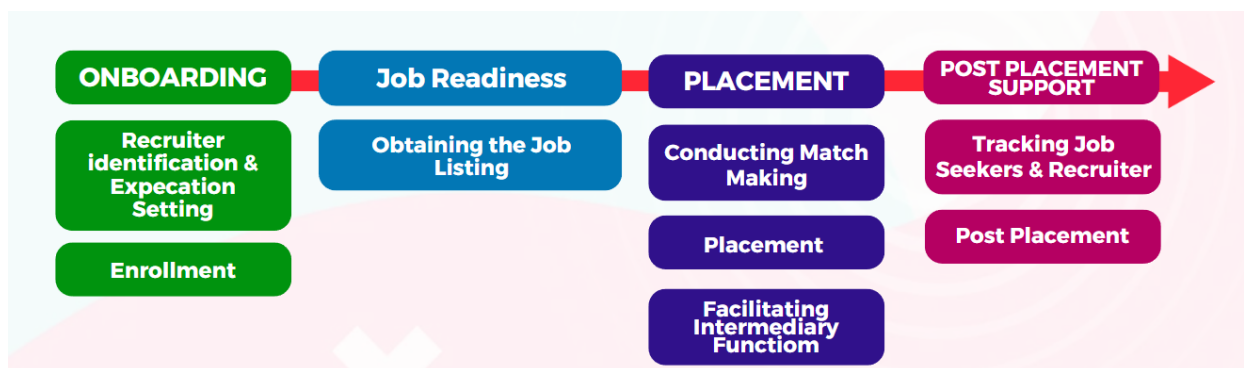 ONBOARDING
Recruiter
identification &
Expecation
Setting
Enrollment
Job Readiness
Obtaining the Job
Listing
PLACEMENT
Conducting Match
Making
Placement
Facilitating
Intermediary
Functiom
POST PLACEMENT
SUPPORT
Tracking Job
Seekers & Recruiter
Post Placement